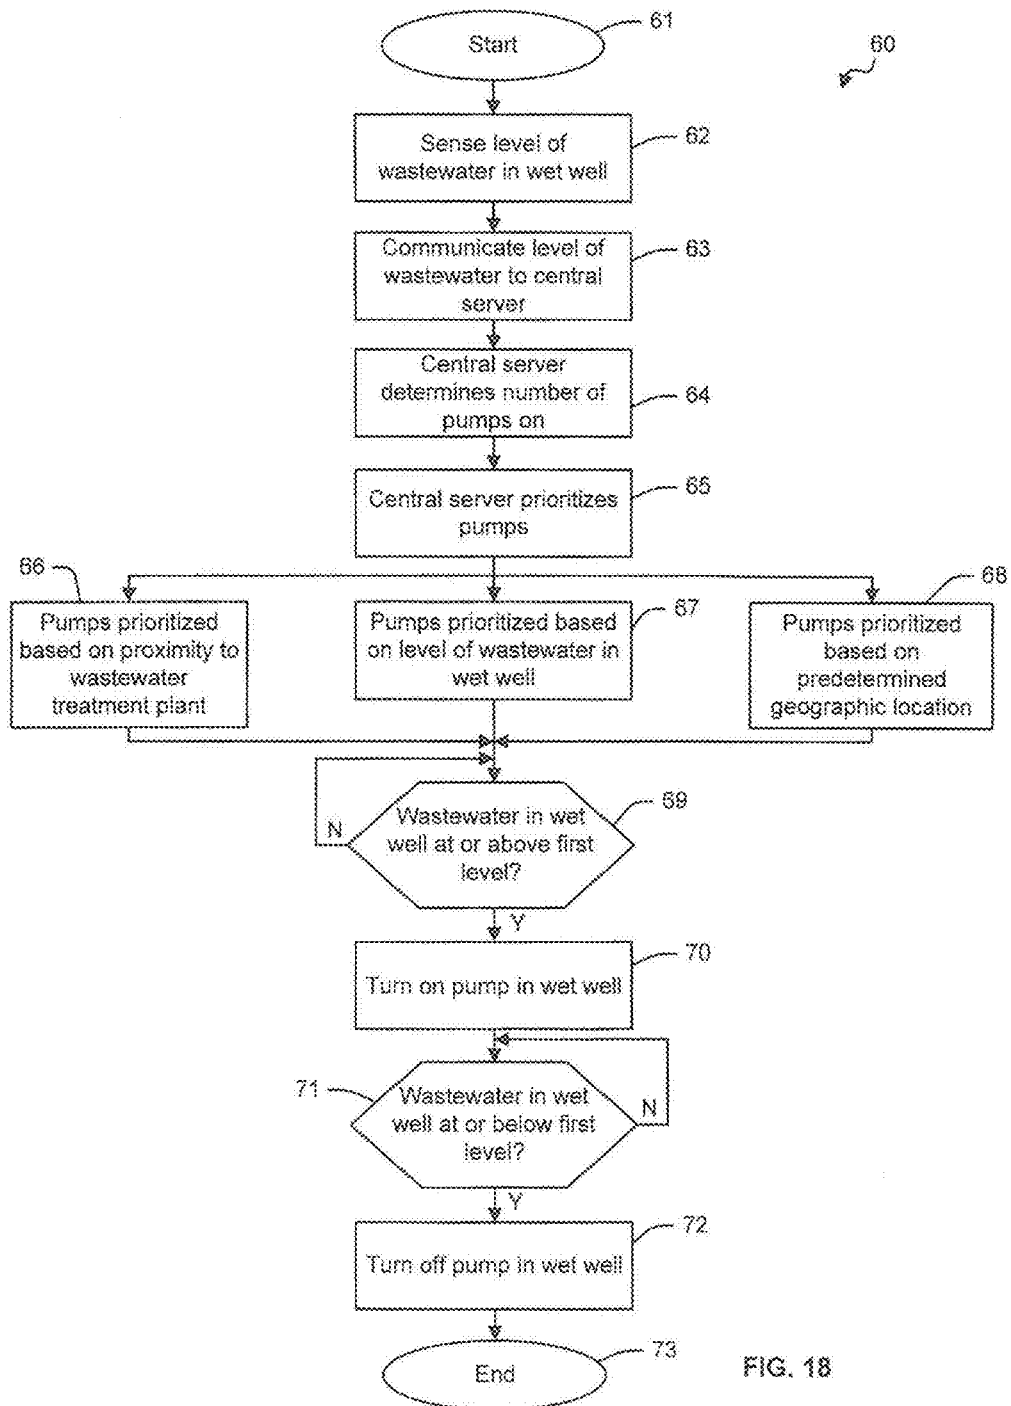 61
Start
60
62
Sense level of
wastewater in wet well
63
Communicate level of
wastewater to central
server
Central server
determines number of
pumps on
64
65
Central server prioritizes
pumps
66
68
67
Pumps prioritized
based on proximity to
wastewater
treatment plant
Pumps prioritized based
on level of wastewater in
wet well
Pumps prioritized
based on
predetermined
geographic location
69
Wastewater in wet
well at or above first
level?
N
Y
70
Turn on pump in wet well
71
Wastewater in wet
well at or below first
level?
N
Y
72
Turn off pump in wet well
73
End
FIG. 18